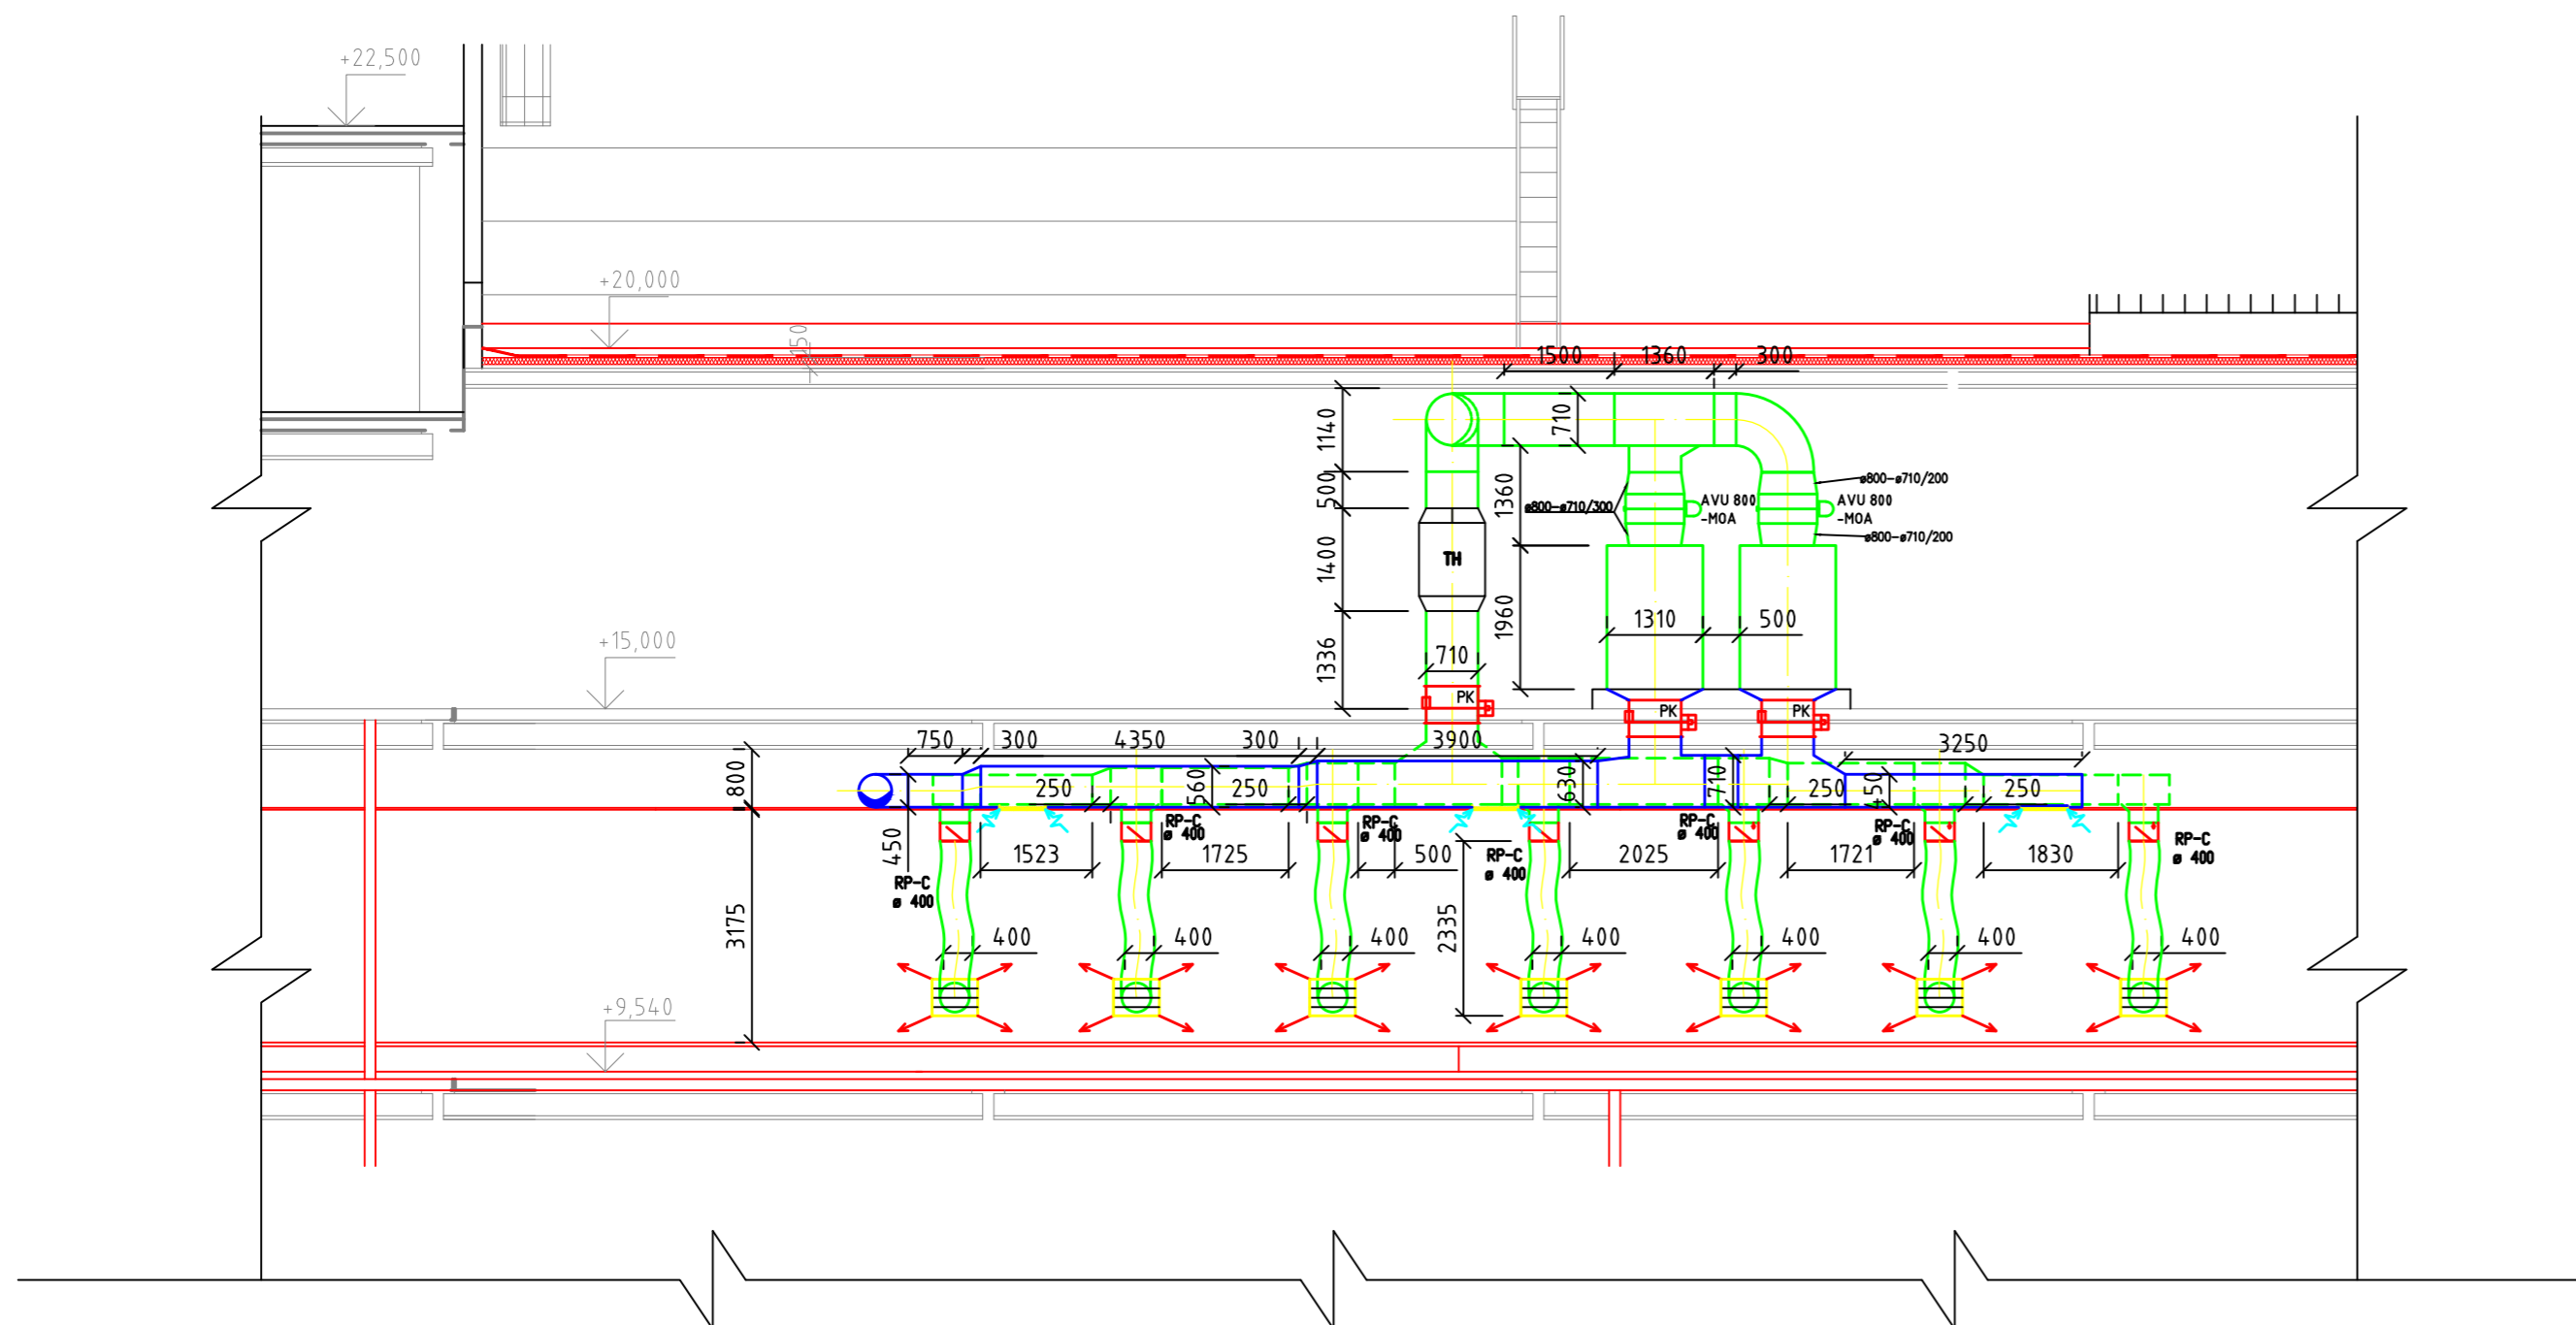 +22,500
+20,000
150
1500 1360 300
710
1140
500
1400
1336
1360
1960
ø800-ø710/300
AVU 800
-MOA
ø800-ø710/200
AVU 800
-MOA
ø800-ø710/200
TH
1310 500
710
+15,000
PK
PK
PK
750 300 4350 300 3900 3250
800
250 560 250 630 710 250 450 250
450
RP-C
ø 400
RP-C
ø 400
RP-C
ø 400
RP-C
ø 400
RP-C
ø 400
RP-C
ø 400
RP-C
ø 400
1523 1725 500 2025 1721 1830
3175
2335
400 400 400 400 400 400 400
+9,540